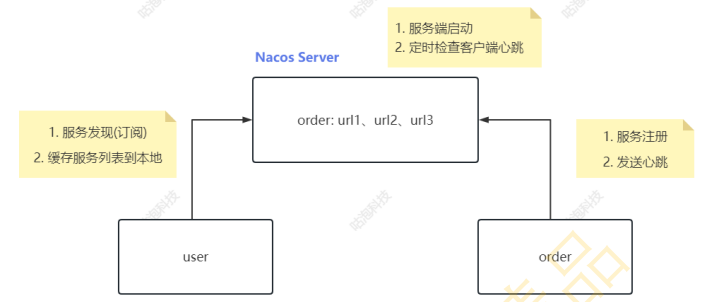 1. 服务端启动
2. 定时检查客户端心跳
Nacos Server
order: url1、url2、url3
1. 服务发现(订阅)
2. 缓存服务列表到本地
1. 服务注册
2. 发送心跳
user
order